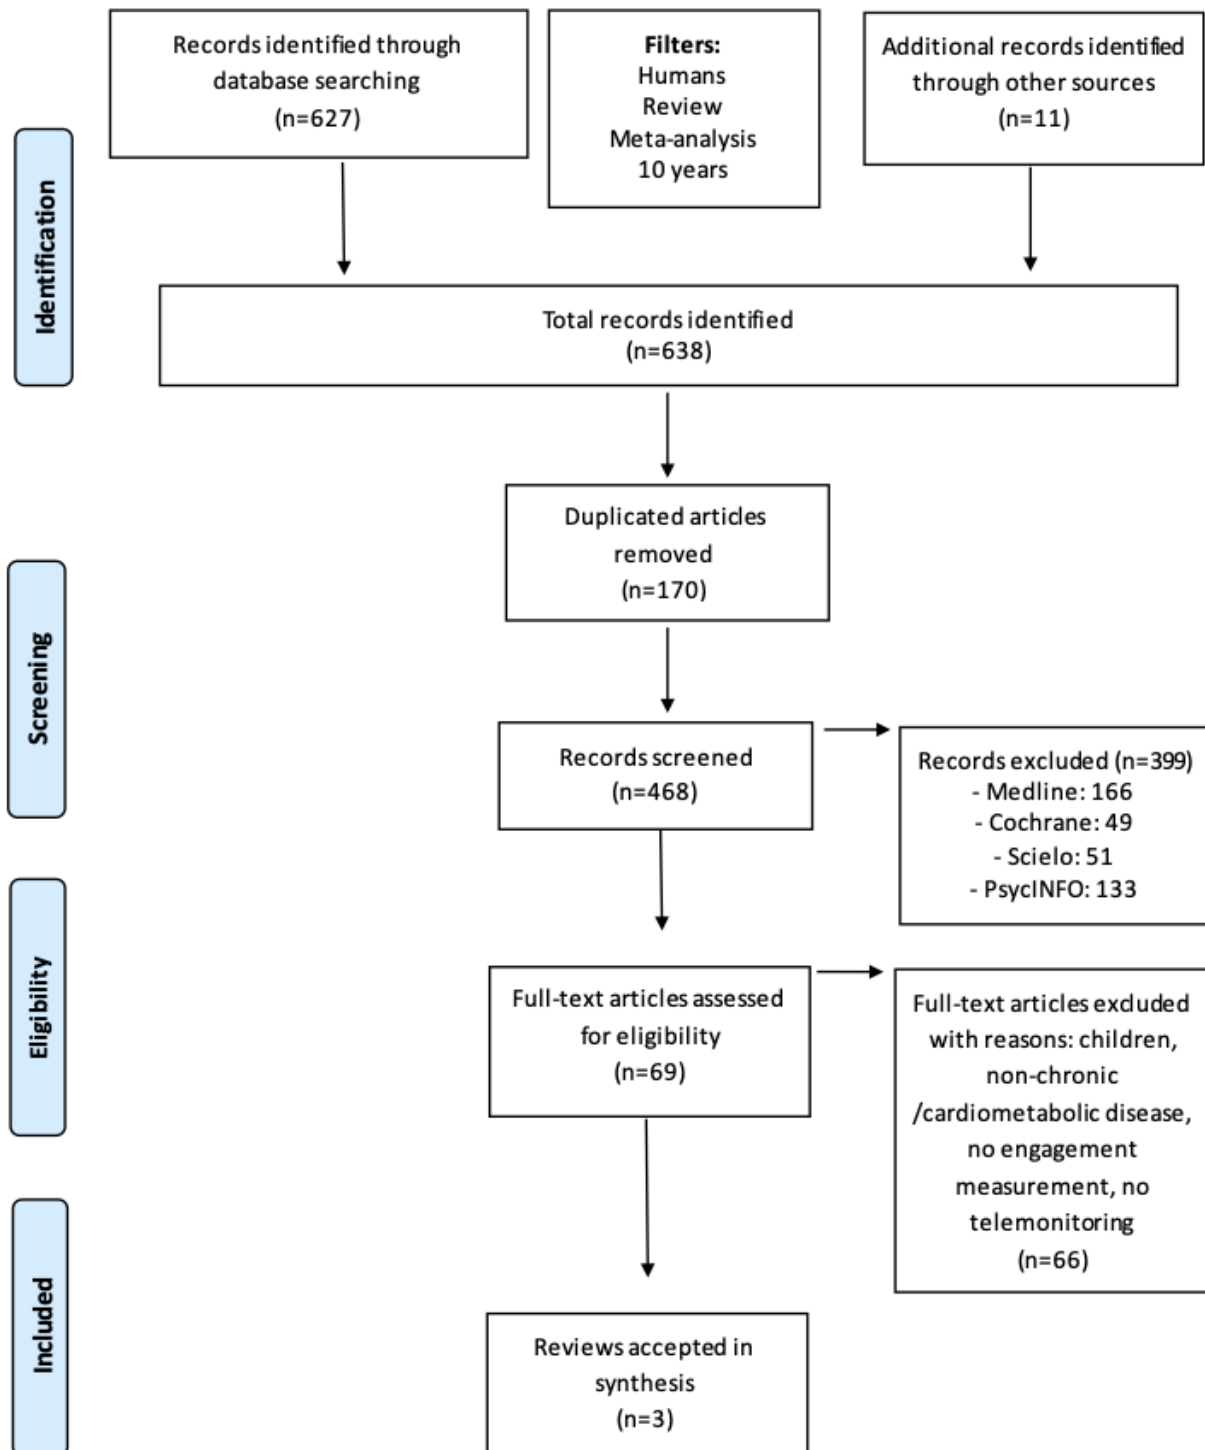 Records identified through
database searching
(n=627)
Filters:
Humans
Review
Meta-analysis
10 years
Additional records identified
through other sources
(n=11)
Identification
Total records identified
(n=638)
Duplicated articles
removed
(n=170)
Screening
Records screened
(n=468)
Records excluded (n=399)
- Medline: 166
- Cochrane: 49
- Scielo: 51
- PsycINFO: 133
Eligibility
Full-text articles assessed
for eligibility
(n=69)
Full-text articles excluded
with reasons: children,
non-chronic
/cardiometabolic disease,
no engagement
measurement, no
telemonitoring
(n=66)
Included
Reviews accepted in
synthesis
(n=3)